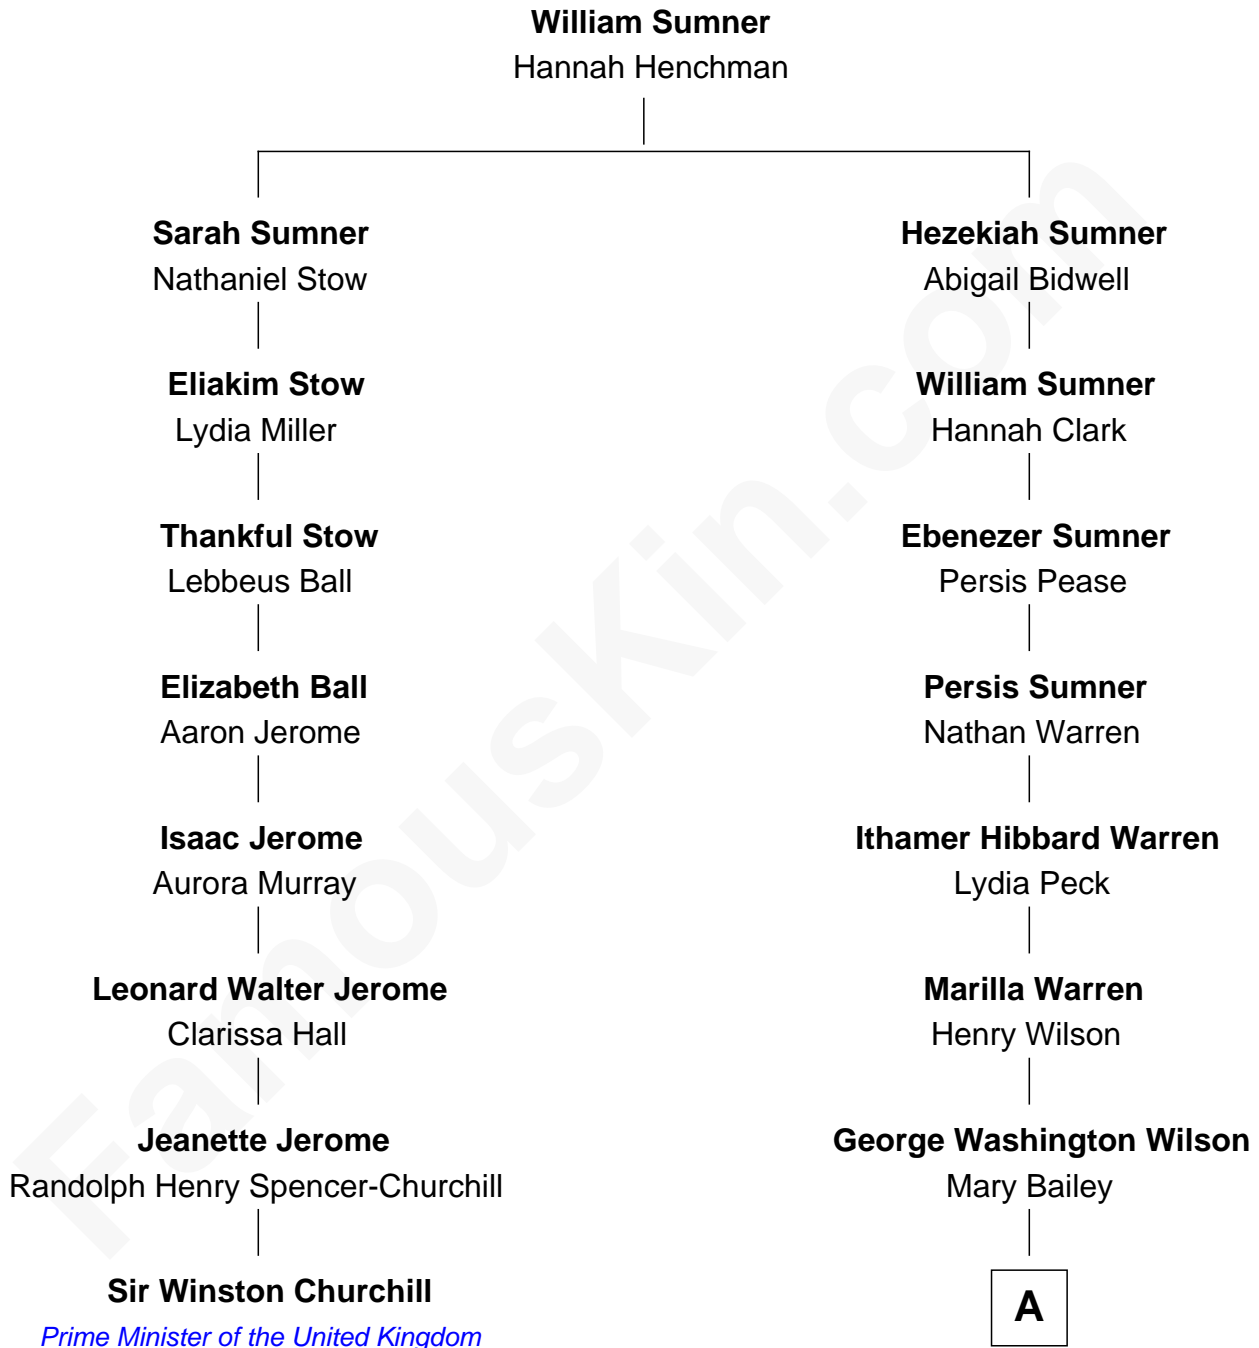 William Sumner
Hannah Henchman
Sarah Sumner
Nathaniel Stow
Hezekiah Sumner
Abigail Bidwell
Eliakim Stow
Lydia Miller
William Sumner
Hannah Clark
Thankful Stow
Lebbeus Ball
Ebenezer Sumner
Persis Pease
Elizabeth Ball
Aaron Jerome
Persis Sumner
Nathan Warren
Isaac Jerome
Aurora Murray
Ithamer Hibbard Warren
Lydia Peck
Leonard Walter Jerome
Clarissa Hall
Marilla Warren
Henry Wilson
Jeanette Jerome
Randolph Henry Spencer-Churchill
George Washington Wilson
Mary Bailey
Sir Winston Churchill
Prime Minister of the United Kingdom
A
FamousKin.com